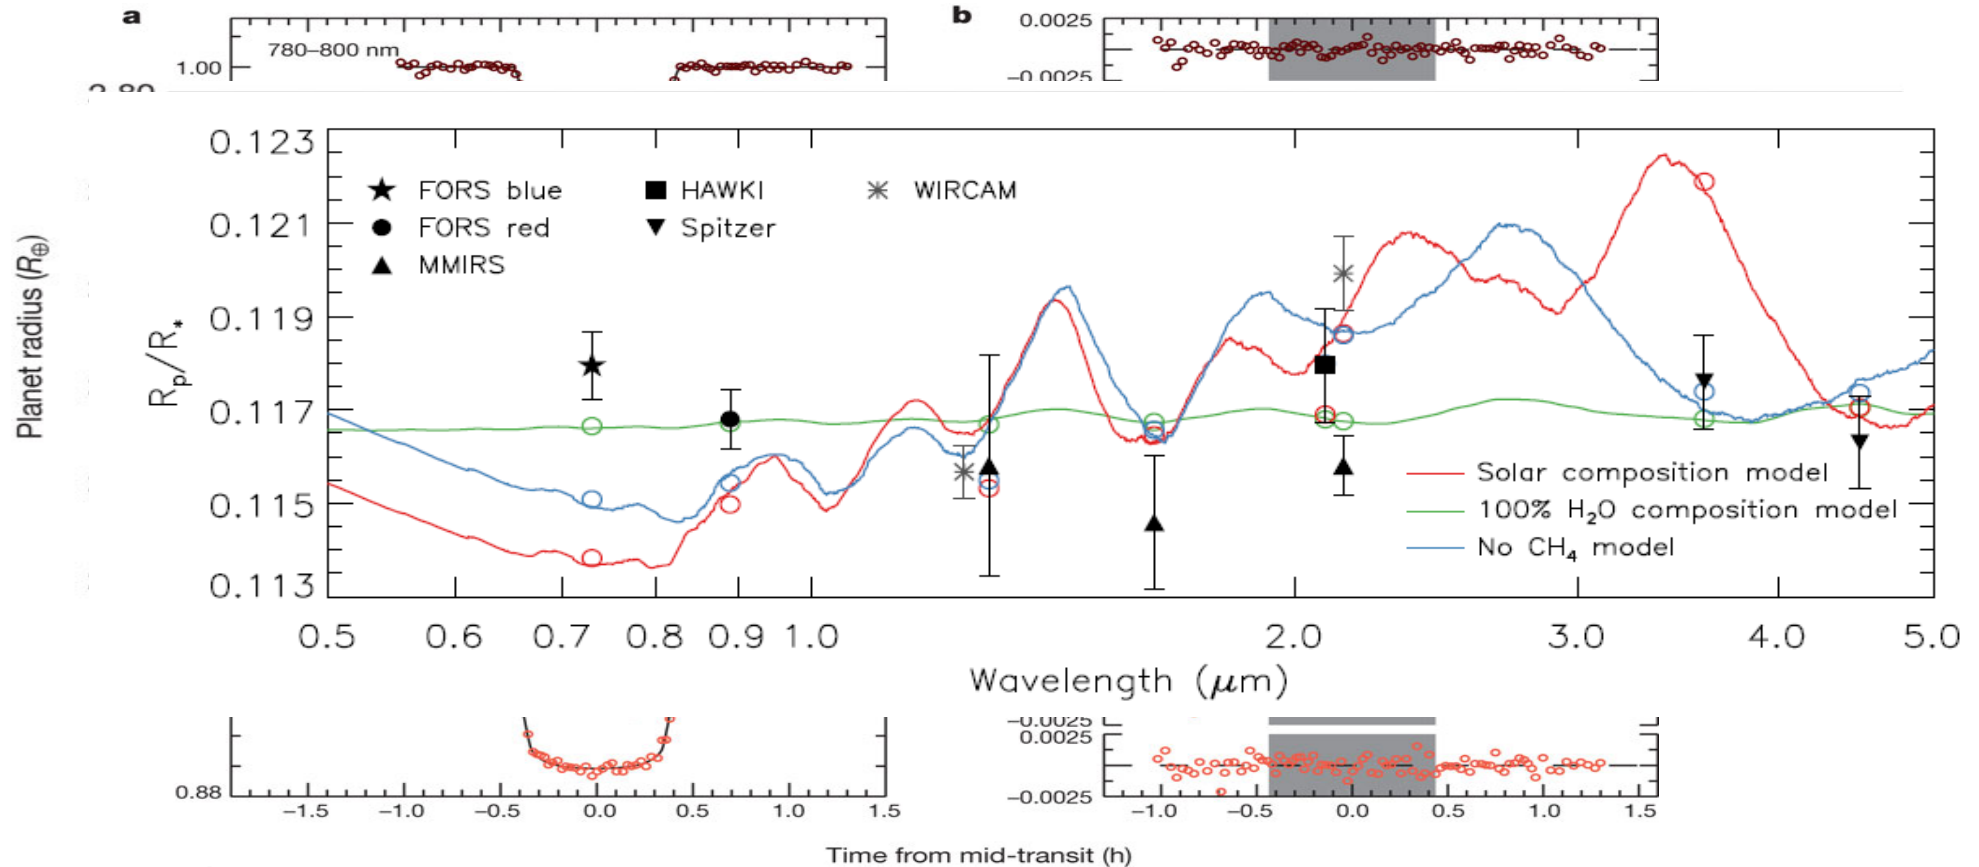 a
b
780–800 nm
1.00
0.0025
−0.0025
2.80
Planet radius (R⊕)
Rp/R*
0.123
0.121
0.119
0.117
0.115
0.113
FORS blue
FORS red
MMIRS
HAWKI
Spitzer
WIRCAM
Solar composition model
100% H₂O composition model
No CH₄ model
0.5 0.6 0.7 0.8 0.9 1.0 2.0 3.0 4.0 5.0
Wavelength (μm)
−0.0025
0.0025
0.88
−0.0025
−1.5 −1.0 −0.5 0.0 0.5 1.0 1.5
−1.0 −0.5 0.0 0.5 1.0 1.5
Time from mid-transit (h)